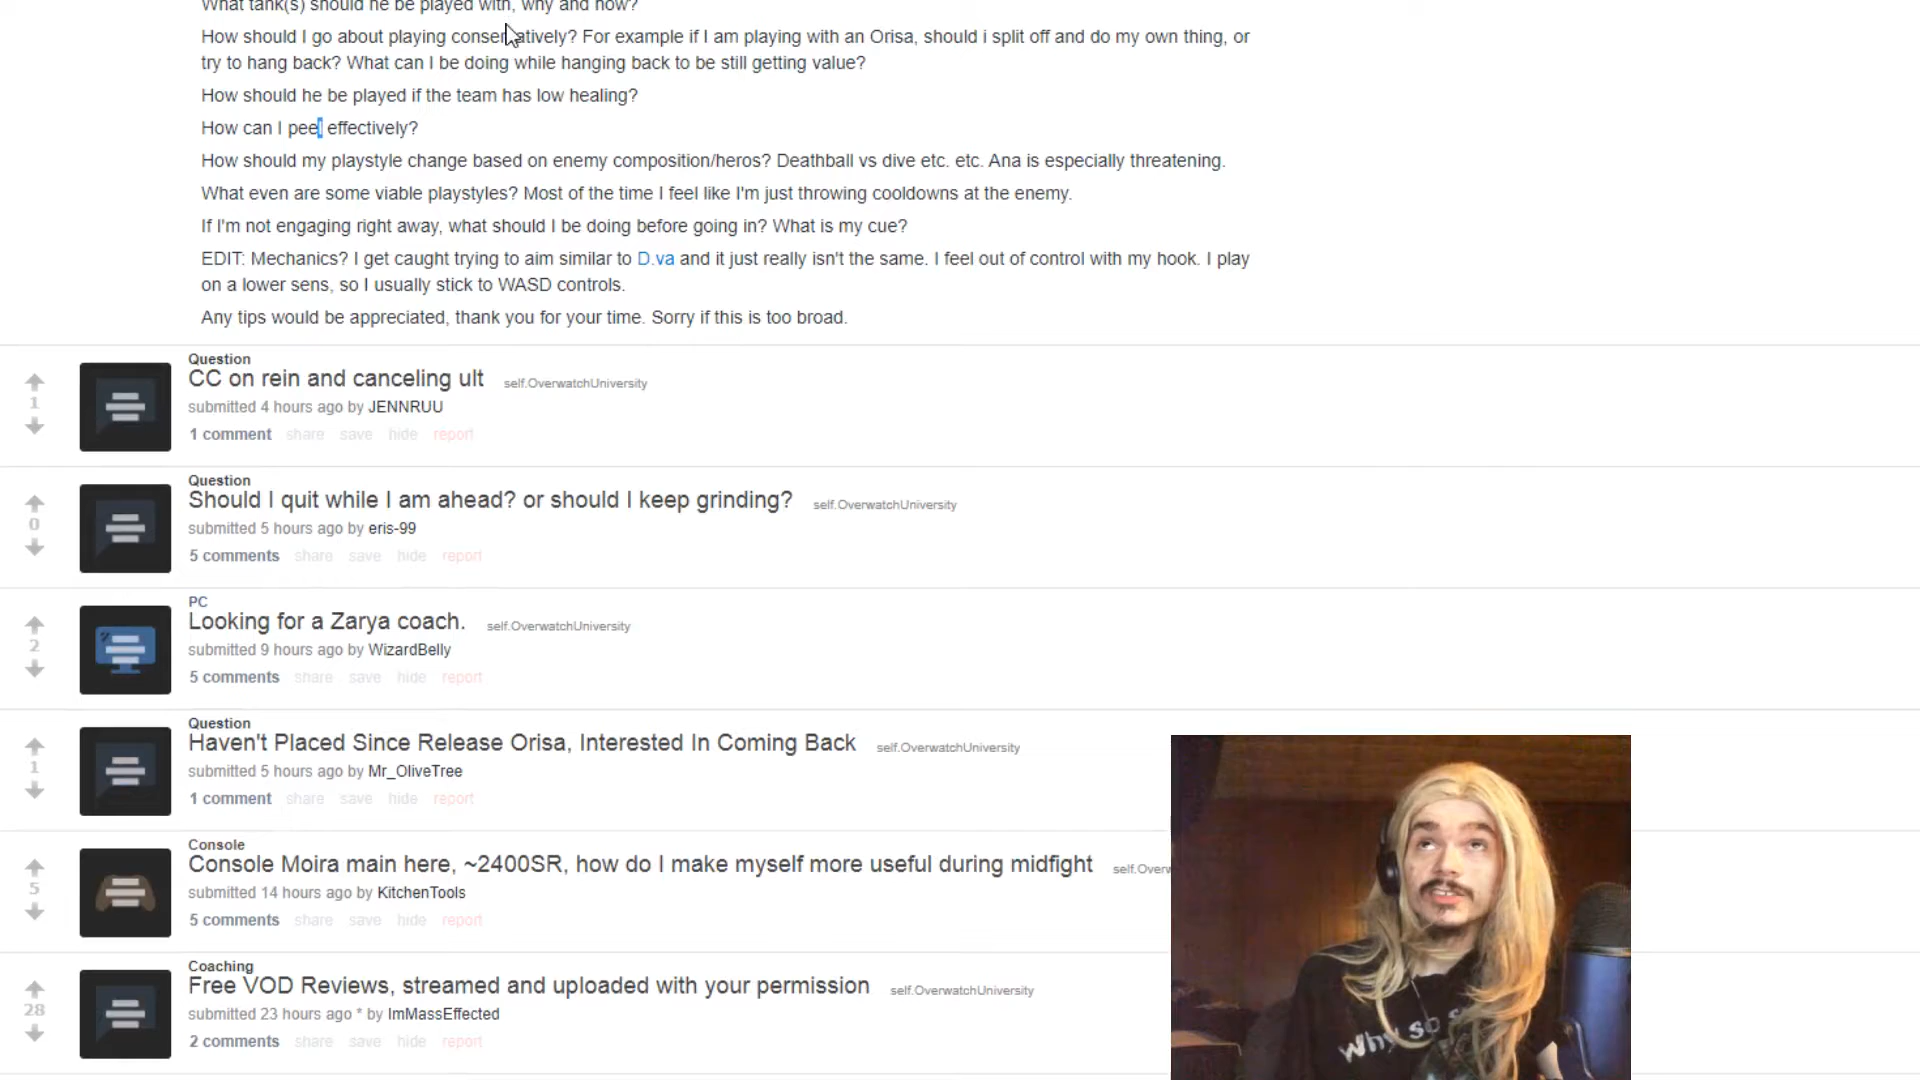 What tank(s) should he be played with, why and how?
How should I go about playing conservatively? For example if I am playing with an Orisa, should i split off and do my own thing, or
try to hang back? What can I be doing while hanging back to be still getting value?
How should he be played if the team has low healing?
How can I peel effectively?
How should my playstyle change based on enemy composition/heros? Deathball vs dive etc. etc. Ana is especially threatening.
What even are some viable playstyles? Most of the time I feel like I'm just throwing cooldowns at the enemy.
If I'm not engaging right away, what should I be doing before going in? What is my cue?
EDIT: Mechanics? I get caught trying to aim similar to D.va and it just really isn't the same. I feel out of control with my hook. I play
on a lower sens, so I usually stick to WASD controls.
Any tips would be appreciated, thank you for your time. Sorry if this is too broad.
Question
1 CC on rein and canceling ult self.OverwatchUniversity
submitted 4 hours ago by JENNRUU
1 comment share save hide report
Question
0 Should I quit while I am ahead? or should I keep grinding? self.OverwatchUniversity
submitted 5 hours ago by eris-99
5 comments share save hide report
PC
2 Looking for a Zarya coach. self.OverwatchUniversity
submitted 9 hours ago by WizardBelly
5 comments share save hide report
Question
1 Haven't Placed Since Release Orisa, Interested In Coming Back self.OverwatchUniversity
submitted 5 hours ago by Mr_OliveTree
1 comment share save hide report
Console
5 Console Moira main here, ~2400SR, how do I make myself more useful during midfight self.Overw
submitted 14 hours ago by KitchenTools
5 comments share save hide report
Coaching
28 Free VOD Reviews, streamed and uploaded with your permission self.OverwatchUniversity
submitted 23 hours ago * by ImMassEffected
2 comments share save hide report
Why so s